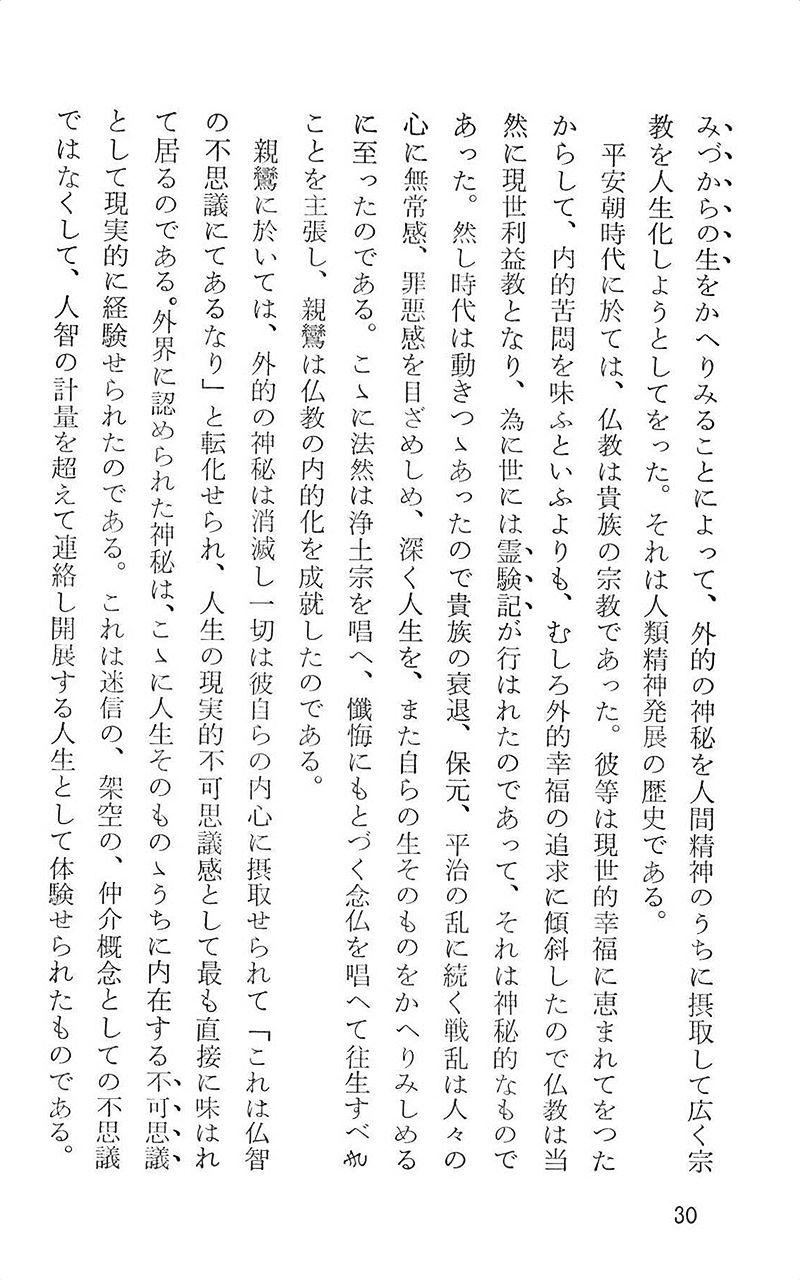 みづからの生をかへりみることによって、外的の神秘を人間精神のうちに摂取して広く宗
教を人生化しようとしてをった。それは人類精神発展の歴史である。
平安朝時代に於ては、仏教は貴族の宗教であった。彼等は現世的幸福に恵まれてをつた
からして、内的苦悶を味ふといふよりも、むしろ外的幸福の追求に傾斜したので仏教は当
然に現世利益教となり、為に世には霊験記が行はれたのであって、それは神秘的なもので
あった。然し時代は動きつゝあったので貴族の衰退、保元、平治の乱に続く戦乱は人々の
心に無常感、罪悪感を目ざめしめ、深く人生を、また自らの生そのものをかへりみしめる
に至ったのである。こゝに法然は浄土宗を唱へ、懺悔にもとづく念仏を唱へて往生すべき
ことを主張し、親鸞は仏教の内的化を成就したのである。
親鸞に於いては、外的の神秘は消滅し一切は彼自らの内心に摂取せられて「これは仏智
の不思議にてあるなり」と転化せられ、人生の現実的不可思議感として最も直接に味はれ
て居るのである。外界に認められた神秘は、こゝに人生そのものゝうちに内在する不可思議
として現実的に経験せられたのである。これは迷信の、架空の、仲介概念としての不思議
ではなくして、人智の計量を超えて連絡し開展する人生として体験せられたものである。
30